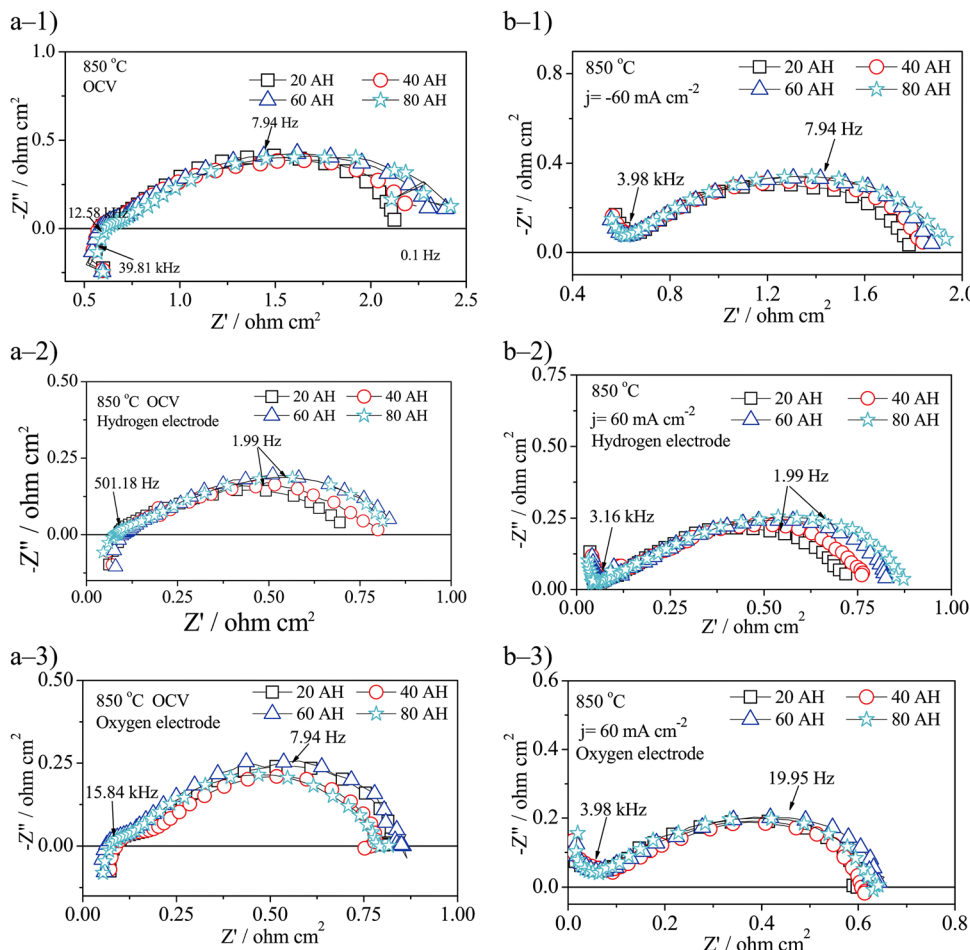 a–1)
1.0
850 °C
OCV
20 AH
40 AH
60 AH
80 AH
7.94 Hz
0.5
12.58 kHz
0.0
39.81 kHz
0.1 Hz
0.5
1.0
1.5
2.0
2.5
-Z'' / ohm cm²
Z' / ohm cm²
b–1)
0.8
850 °C
j= -60 mA cm⁻²
20 AH
40 AH
60 AH
80 AH
7.94 Hz
0.4
3.98 kHz
0.0
0.4
0.8
1.2
1.6
2.0
-Z'' / ohm cm²
Z' / ohm cm²
a–2)
0.50
850 °C OCV
Hydrogen electrode
20 AH
40 AH
60 AH
80 AH
1.99 Hz
0.25
501.18 Hz
0.00
0.00
0.25
0.50
0.75
1.00
-Z'' / ohm cm²
Z' / ohm cm²
b–2)
0.75
850 °C
j= 60 mA cm⁻²
Hydrogen electrode
20 AH
40 AH
60 AH
80 AH
0.50
1.99 Hz
3.16 kHz
0.25
0.00
0.00
0.25
0.50
0.75
1.00
-Z'' / ohm cm²
Z' / ohm cm²
a–3)
0.50
850 °C OCV
Oxygen electrode
20 AH
40 AH
60 AH
80 AH
7.94 Hz
0.25
15.84 kHz
0.00
0.00
0.25
0.50
0.75
1.00
-Z'' / ohm cm²
Z' / ohm cm²
b–3)
0.6
850 °C
j= 60 mA cm⁻²
Oxygen electrode
20 AH
40 AH
60 AH
80 AH
0.4
19.95 Hz
3.98 kHz
0.2
0.0
0.0
0.2
0.4
0.6
0.8
-Z'' / ohm cm²
Z' / ohm cm²